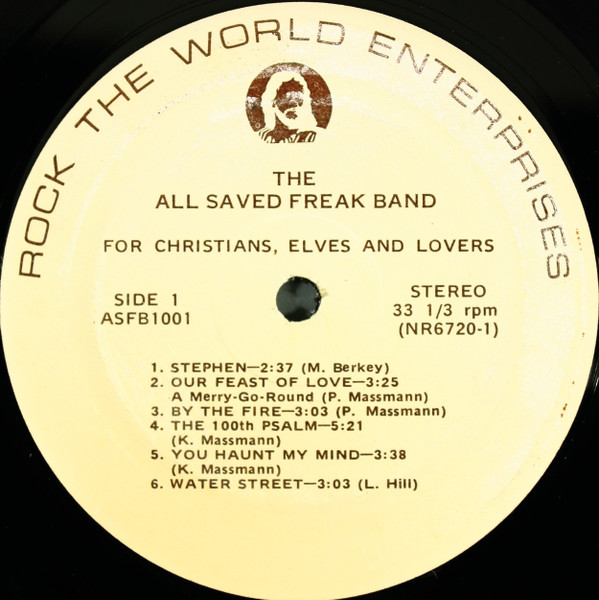 ROCK THE WORLD ENTERPRISES
THE
ALL SAVED FREAK BAND
FOR CHRISTIANS, ELVES AND LOVERS
SIDE 1
ASFB1001
STEREO
33 1/3 rpm
(NR6720-1)
1. STEPHEN—2:37 (M. Berkey)
2. OUR FEAST OF LOVE—3:25
A Merry-Go-Round (P. Massmann)
3. BY THE FIRE—3:03 (P. Massmann)
4. THE 100th PSALM—5:21
(K. Massmann)
5. YOU HAUNT MY MIND—3:38
(K. Massmann)
6. WATER STREET—3:03 (L. Hill)